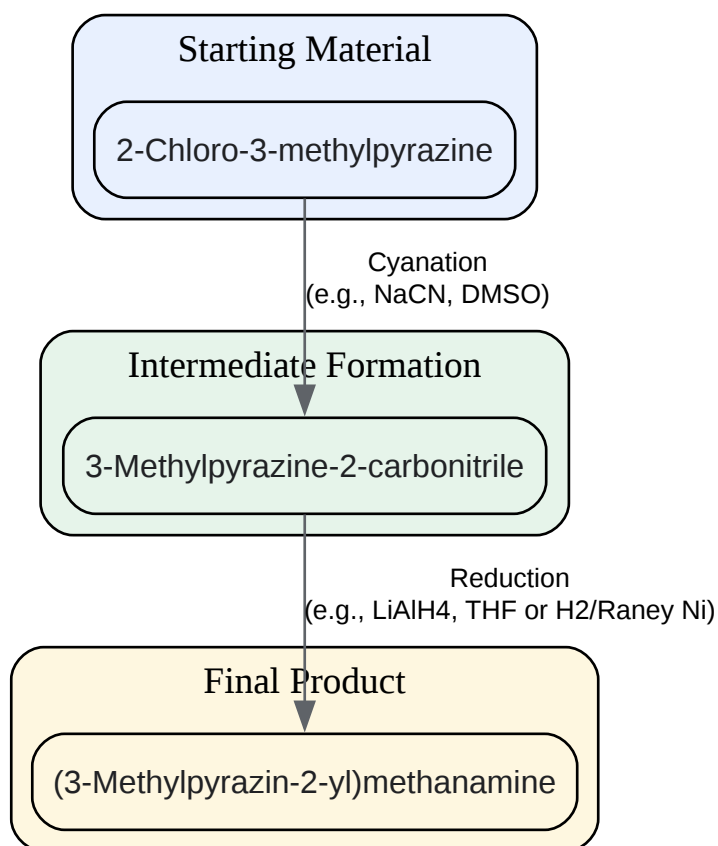 Starting Material
2-Chloro-3-methylpyrazine
Cyanation
(e.g., NaCN, DMSO)
Intermediate Formation
3-Methylpyrazine-2-carbonitrile
Reduction
(e.g., LiAlH4, THF or H2/Raney Ni)
Final Product
(3-Methylpyrazin-2-yl)methanamine